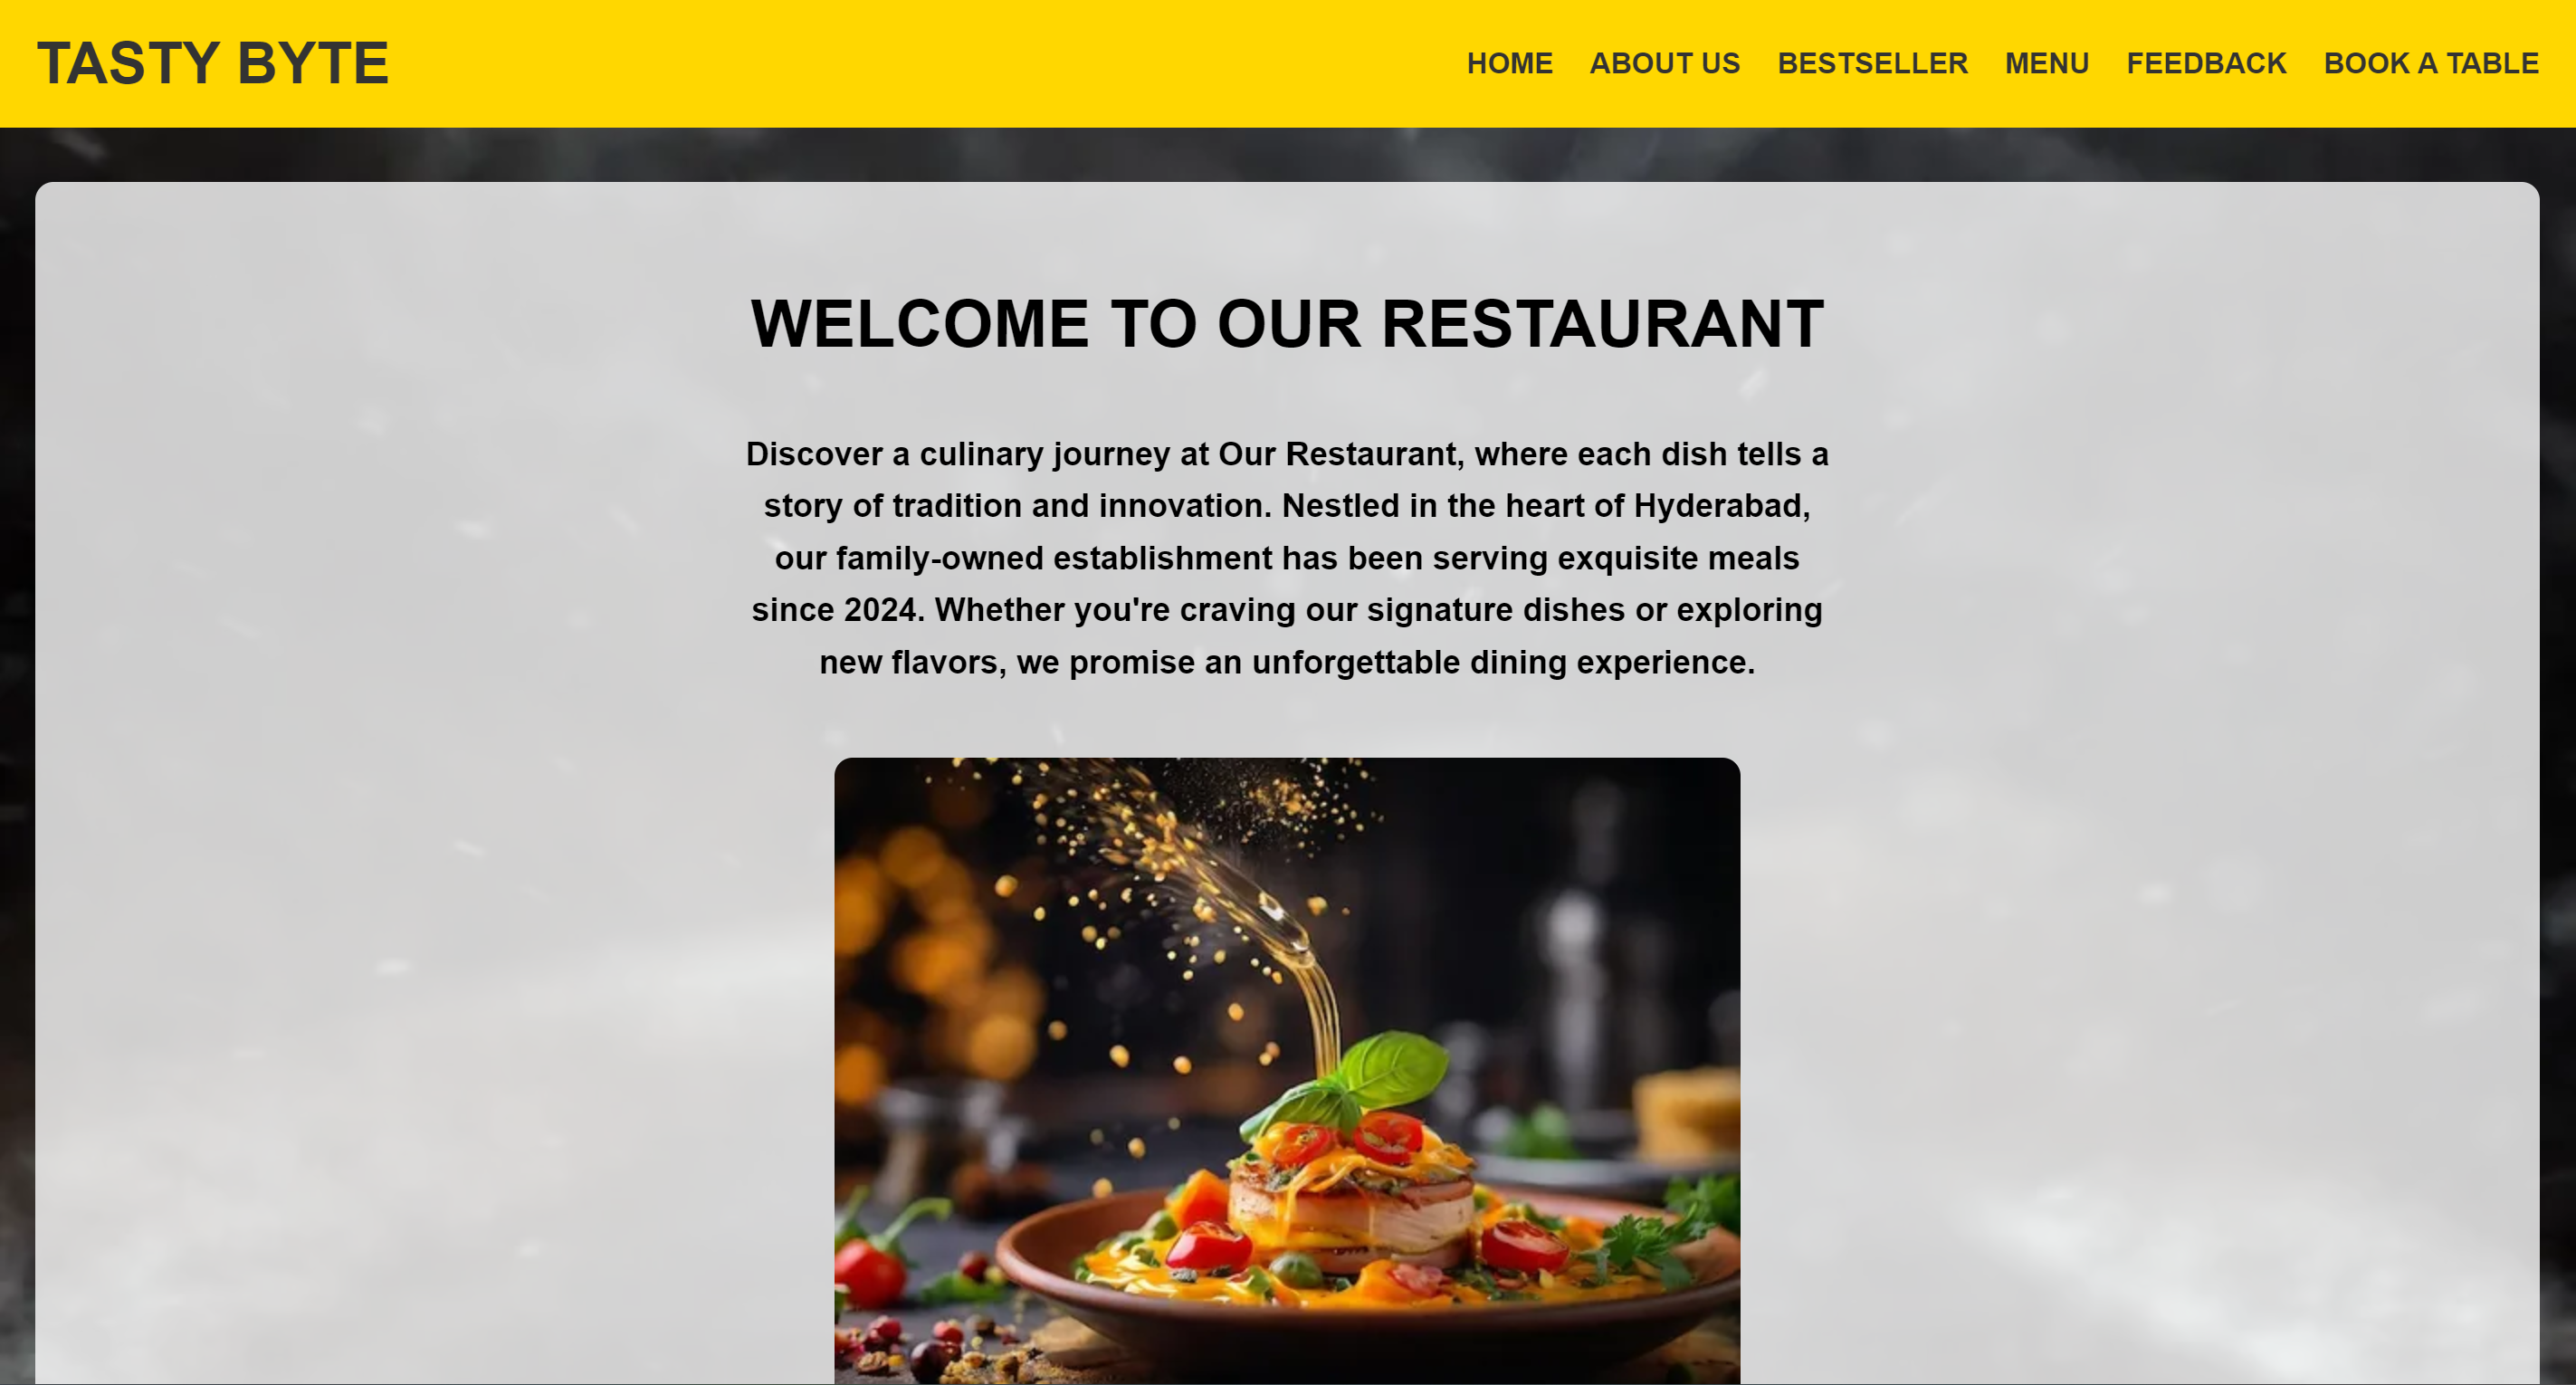 TASTY BYTE
HOME ABOUT US BESTSELLER MENU FEEDBACK BOOK A TABLE
WELCOME TO OUR RESTAURANT
Discover a culinary journey at Our Restaurant, where each dish tells a
story of tradition and innovation. Nestled in the heart of Hyderabad,
our family-owned establishment has been serving exquisite meals
since 2024. Whether you're craving our signature dishes or exploring
new flavors, we promise an unforgettable dining experience.